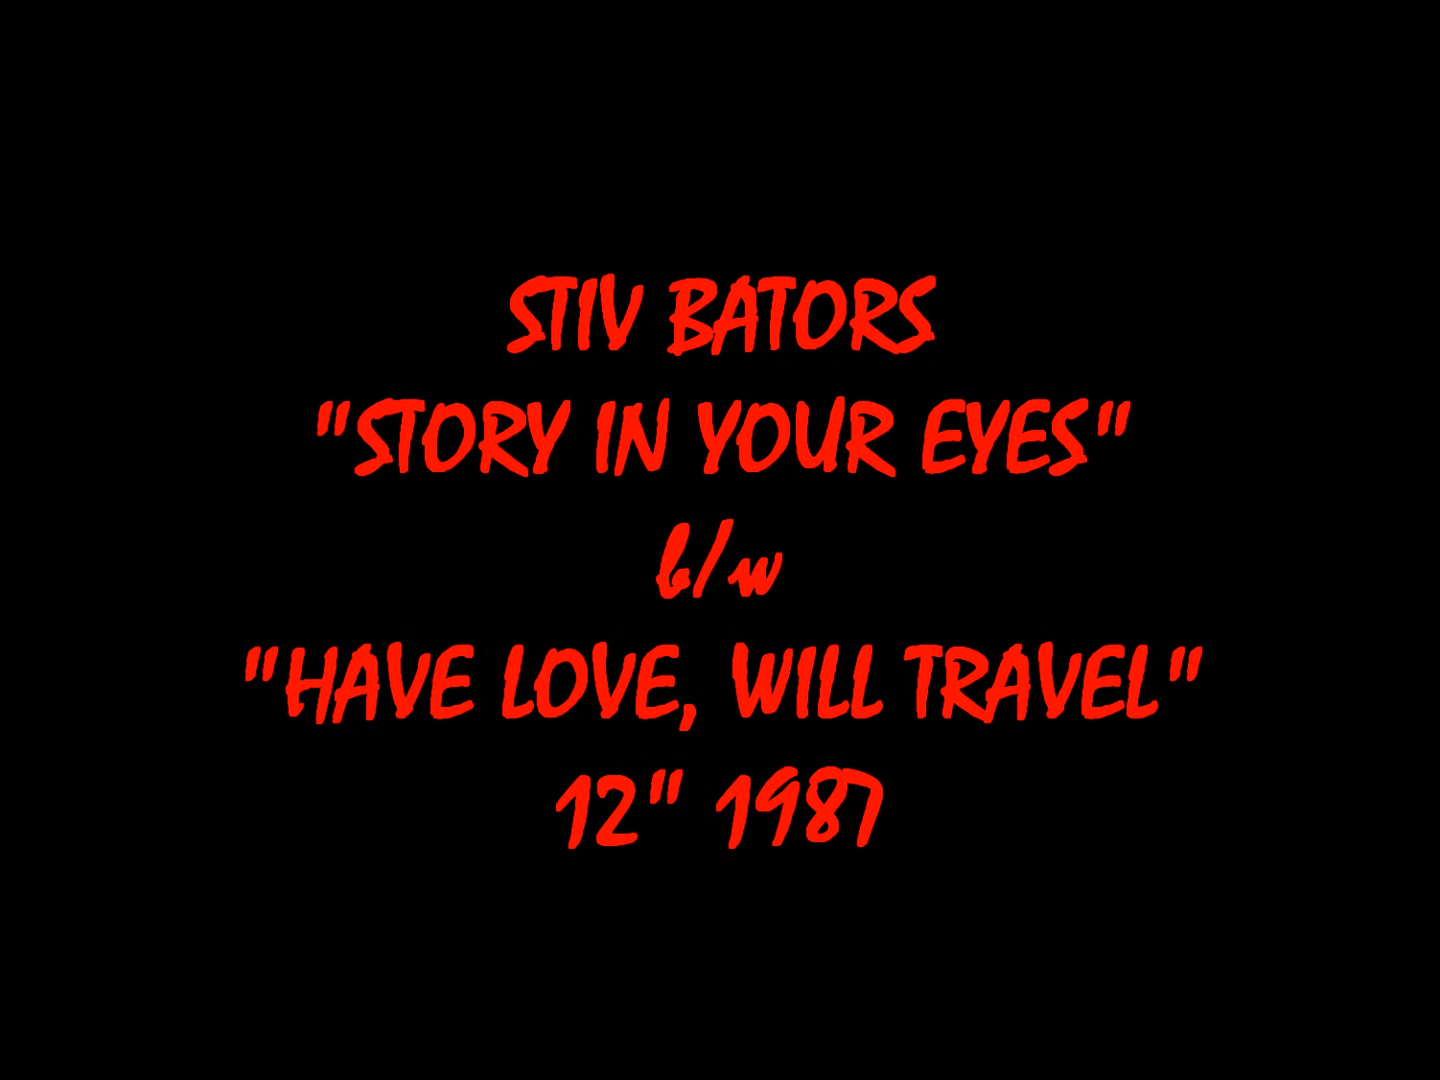 STIV BATORS
"STORY IN YOUR EYES"
b/w
"HAVE LOVE, WILL TRAVEL"
12" 1987